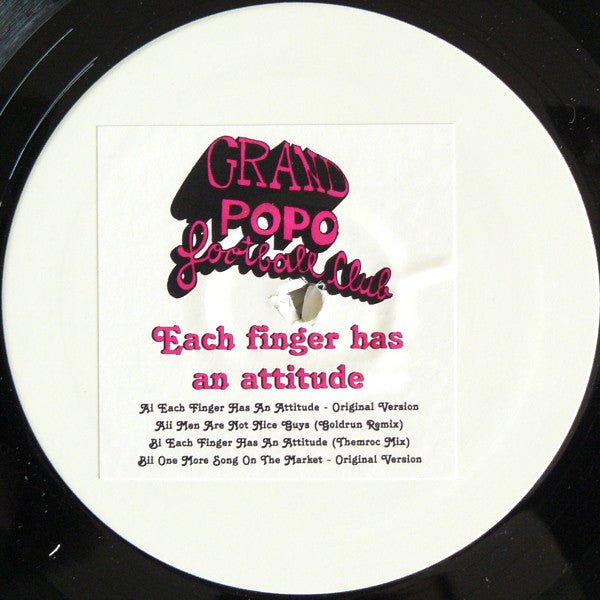 GRAND
POPO
football Club
Each finger has
an attitude
Ai Each Finger Has An Attitude - Original Version
Aii Men Are Not Nice Guys (Goldrun Remix)
Bi Each Finger Has An Attitude (Themroc Mix)
Bii One More Song On The Market - Original Version